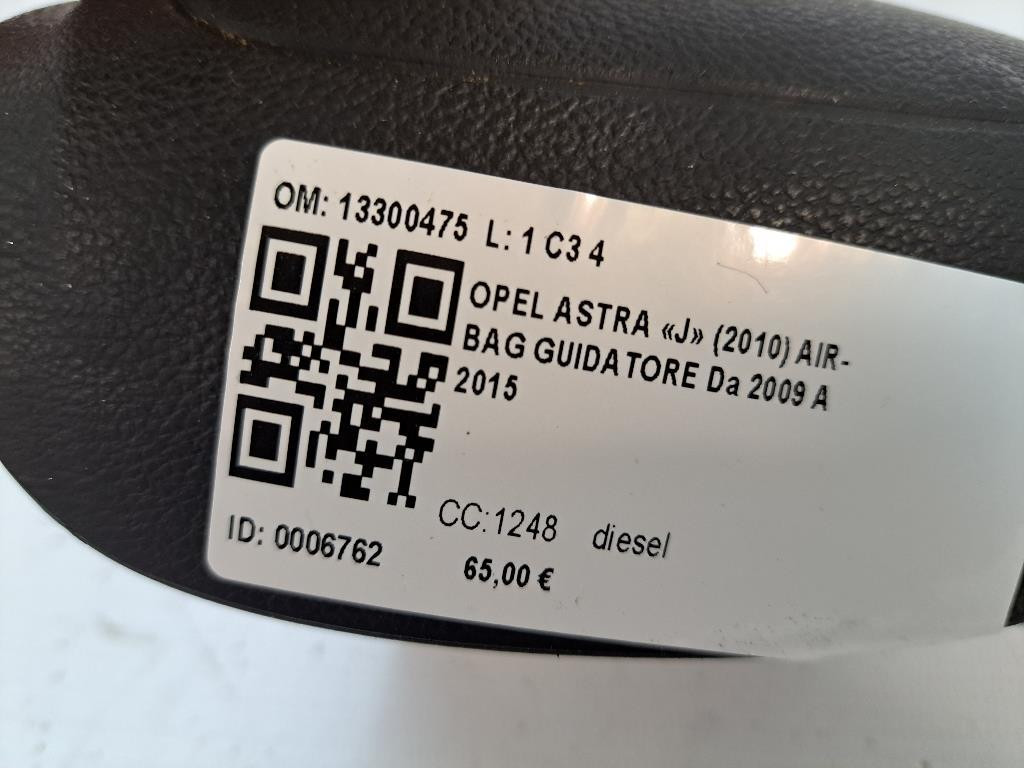 OM: 13300475 L: 1 C3 4
OPEL ASTRA «J» (2010) AIR-
BAG GUIDATORE Da 2009 A
2015
CC:1248 diesel
ID: 0006762
65,00 €